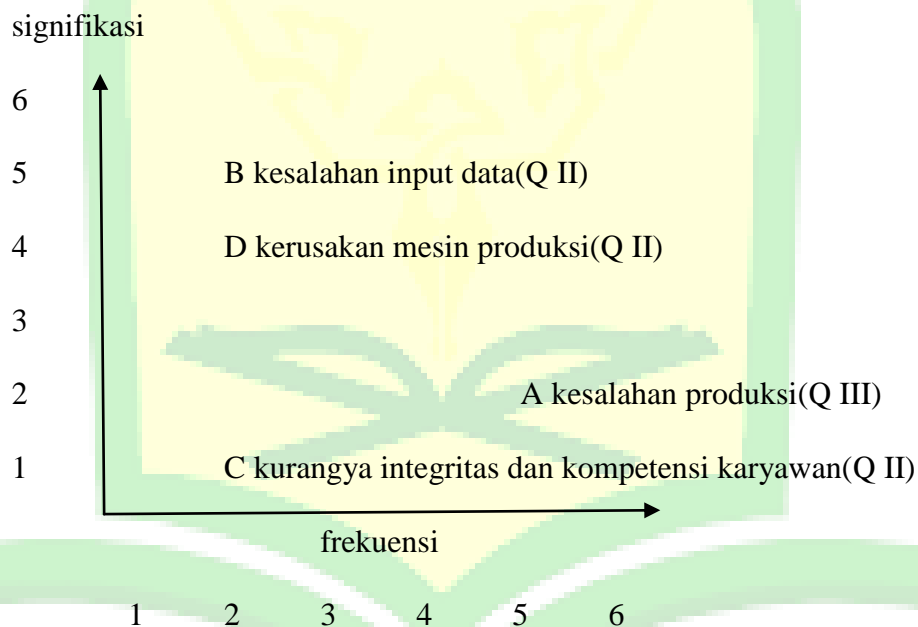 signifikasi
6
5 B kesalahan input data(Q II)
4 D kerusakan mesin produksi(Q II)
3
2 A kesalahan produksi(Q III)
1 C kurangya integritas dan kompetensi karyawan(Q II)
frekuensi
1 2 3 4 5 6